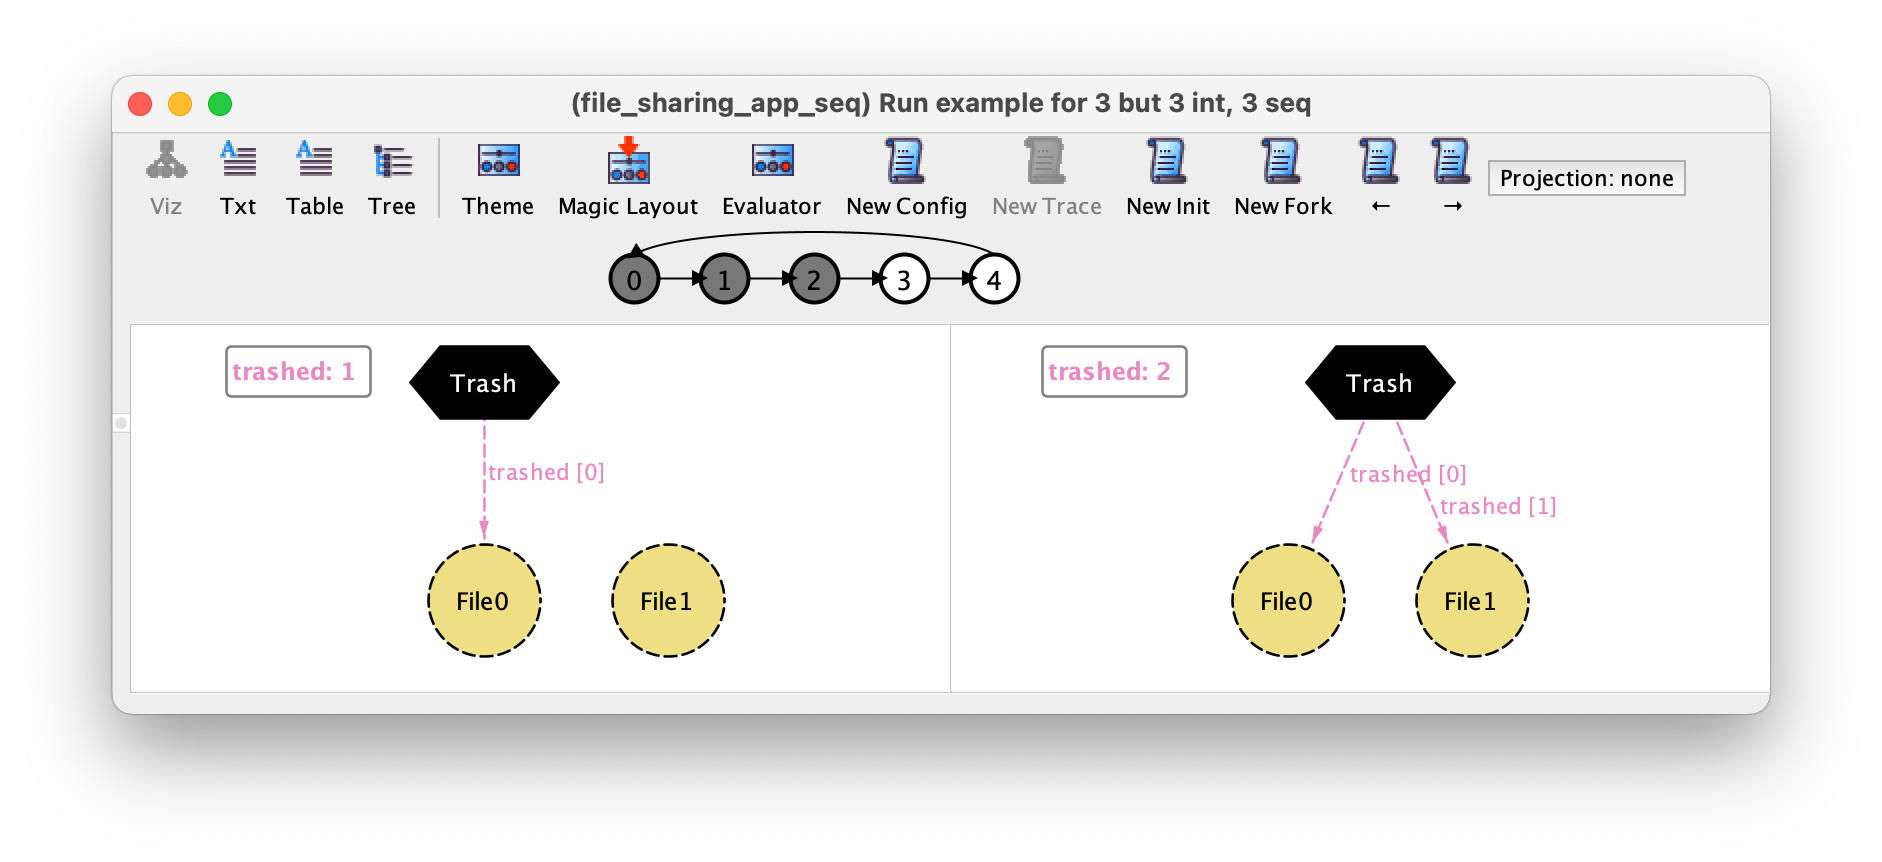 (file_sharing_app_seq) Run example for 3 but 3 int, 3 seq
Viz Txt Table Tree Theme Magic Layout Evaluator New Config New Trace New Init New Fork ← → Projection: none
0 1 2 3 4
trashed: 1 Trash trashed: 2 Trash
trashed [0] trashed [0]
trashed [1]
File0 File1 File0 File1